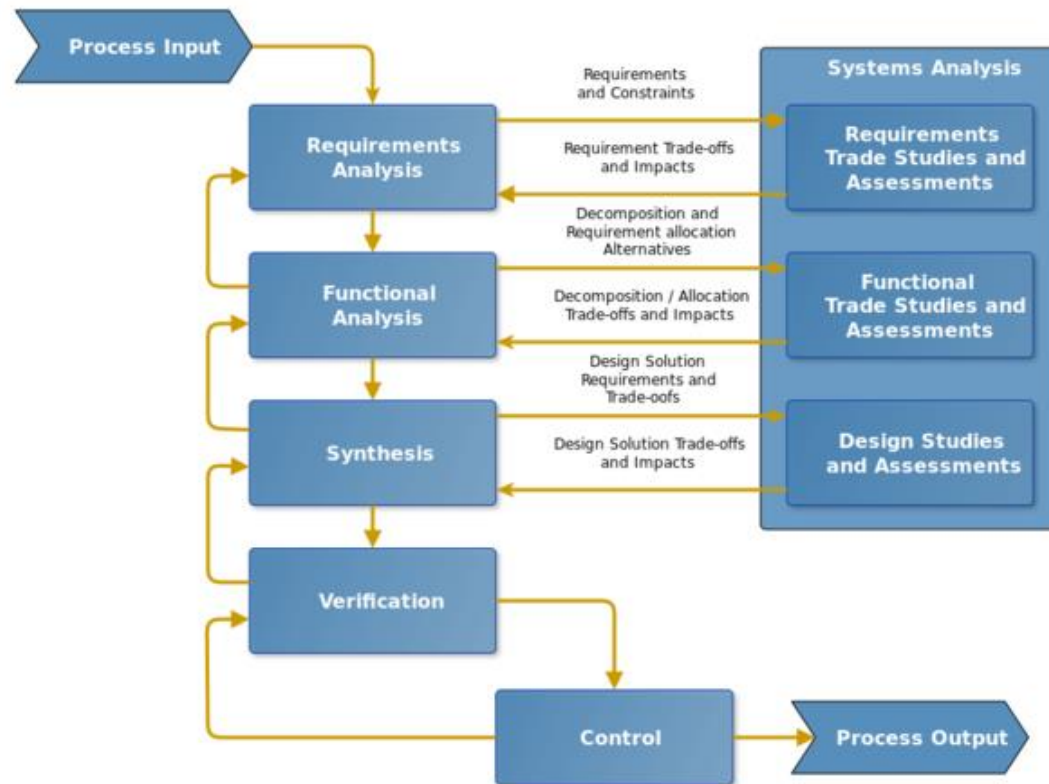 Process Input
Systems Analysis
Requirements
and Constraints
Requirements
Analysis
Requirements
Trade Studies and
Assessments
Requirement Trade-offs
and Impacts
Decomposition and
Requirement allocation
Alternatives
Functional
Analysis
Functional
Trade Studies and
Assessments
Decomposition / Allocation
Trade-offs and Impacts
Design Solution
Requirements and
Trade-oofs
Synthesis
Design Studies
and Assessments
Design Solution Trade-offs
and Impacts
Verification
Control
Process Output